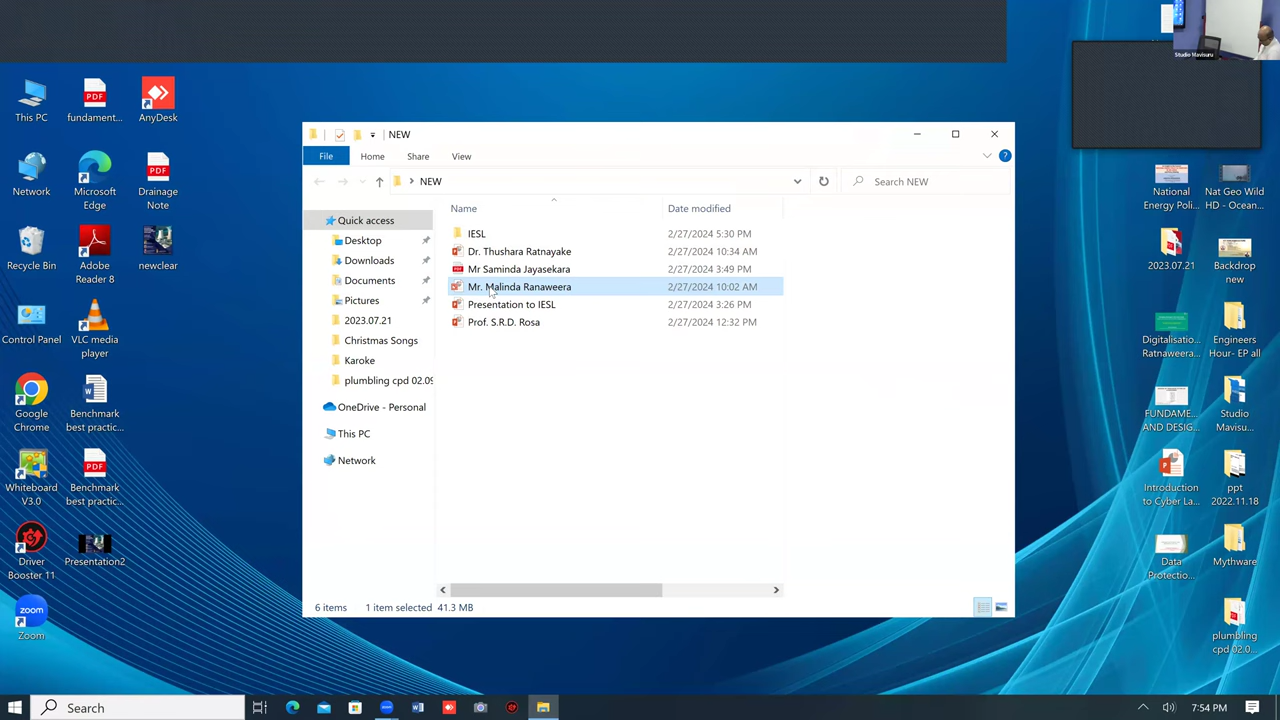 Studio Mavisuru
This PC
fundament...
AnyDesk
Network
Microsoft
Edge
Drainage
Note
Recycle Bin
Adobe
Reader 8
newclear
Control Panel
VLC media
player
Google
Chrome
Benchmark
best practic...
Whiteboard
V3.0
Benchmark
best practic...
Driver
Booster 11
Presentation2
zoom
Zoom
NEW
File
Home
Share
View
NEW
Search NEW
Quick access
Desktop
Downloads
Documents
Pictures
2023.07.21
Christmas Songs
Karoke
plumbling cpd 02.09
OneDrive - Personal
This PC
Network
Name
Date modified
IESL
2/27/2024 5:30 PM
Dr. Thushara Ratnayake
2/27/2024 10:34 AM
Mr Saminda Jayasekara
2/27/2024 3:49 PM
Mr. Malinda Ranaweera
2/27/2024 10:02 AM
Presentation to IESL
2/27/2024 3:26 PM
Prof. S.R.D. Rosa
2/27/2024 12:32 PM
6 items
1 item selected
41.3 MB
National
Energy Poli...
Nat Geo Wild
HD - Ocean...
2023.07.21
Backdrop
new
Digitalisatio...
Ratnaweera...
Engineers
Hour- EP all
FUNDAME...
AND DESIG...
Studio
Mavisu...
Introduction
to Cyber La...
ppt
2022.11.18
Data
Protectio...
Mythware
plumbling
cpd 02.0...
Search
7:54 PM